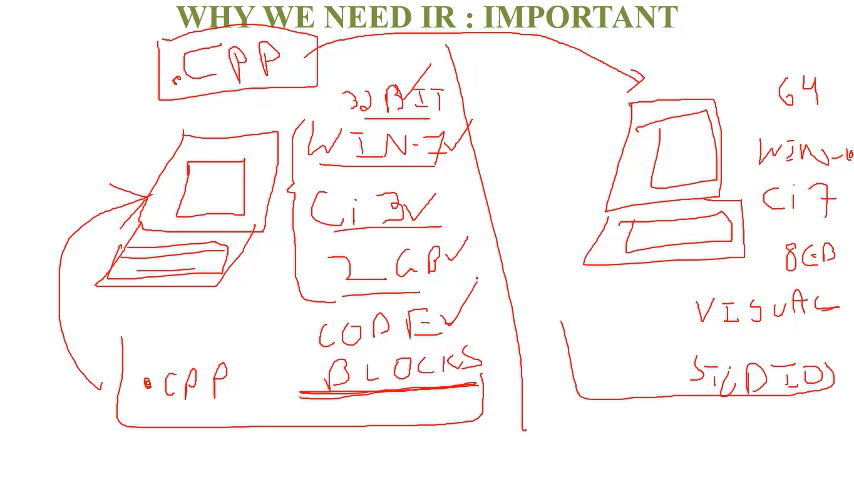 WHY WE NEED IR : IMPORTANT
.CPP
32 BIT
WIN-7
Ci 3
2 GB
CODE
BLOCKS
.CPP
64
WIN-10
Ci 7
8GB
VISUAL
STUDIO